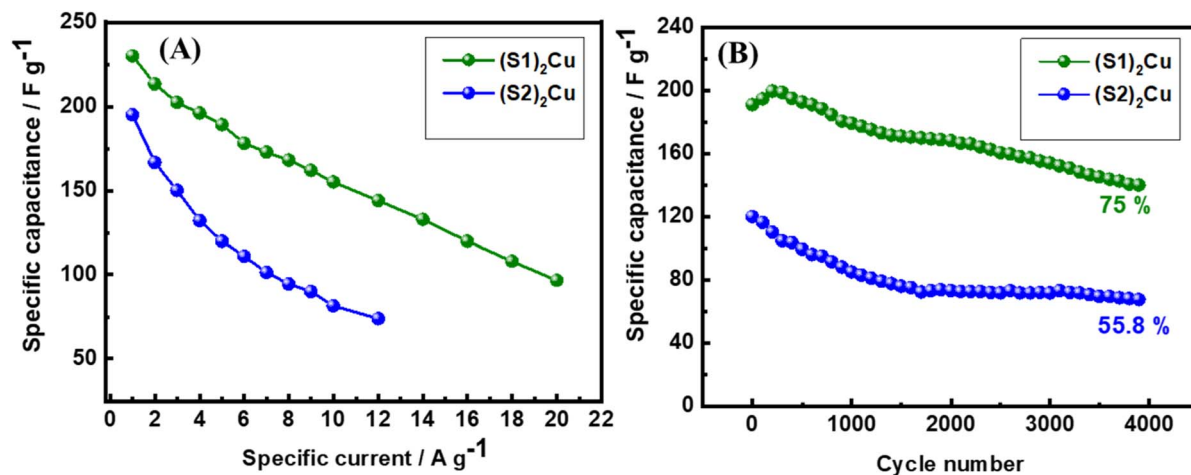 (A)
(S1)₂Cu
(S2)₂Cu
Specific capacitance / F g⁻¹
250
200
150
100
50
0 2 4 6 8 10 12 14 16 18 20 22
Specific current / A g⁻¹
(B)
(S1)₂Cu
(S2)₂Cu
Specific capacitance / F g⁻¹
240
200
160
120
80
40
0
75 %
55.8 %
0 1000 2000 3000 4000
Cycle number